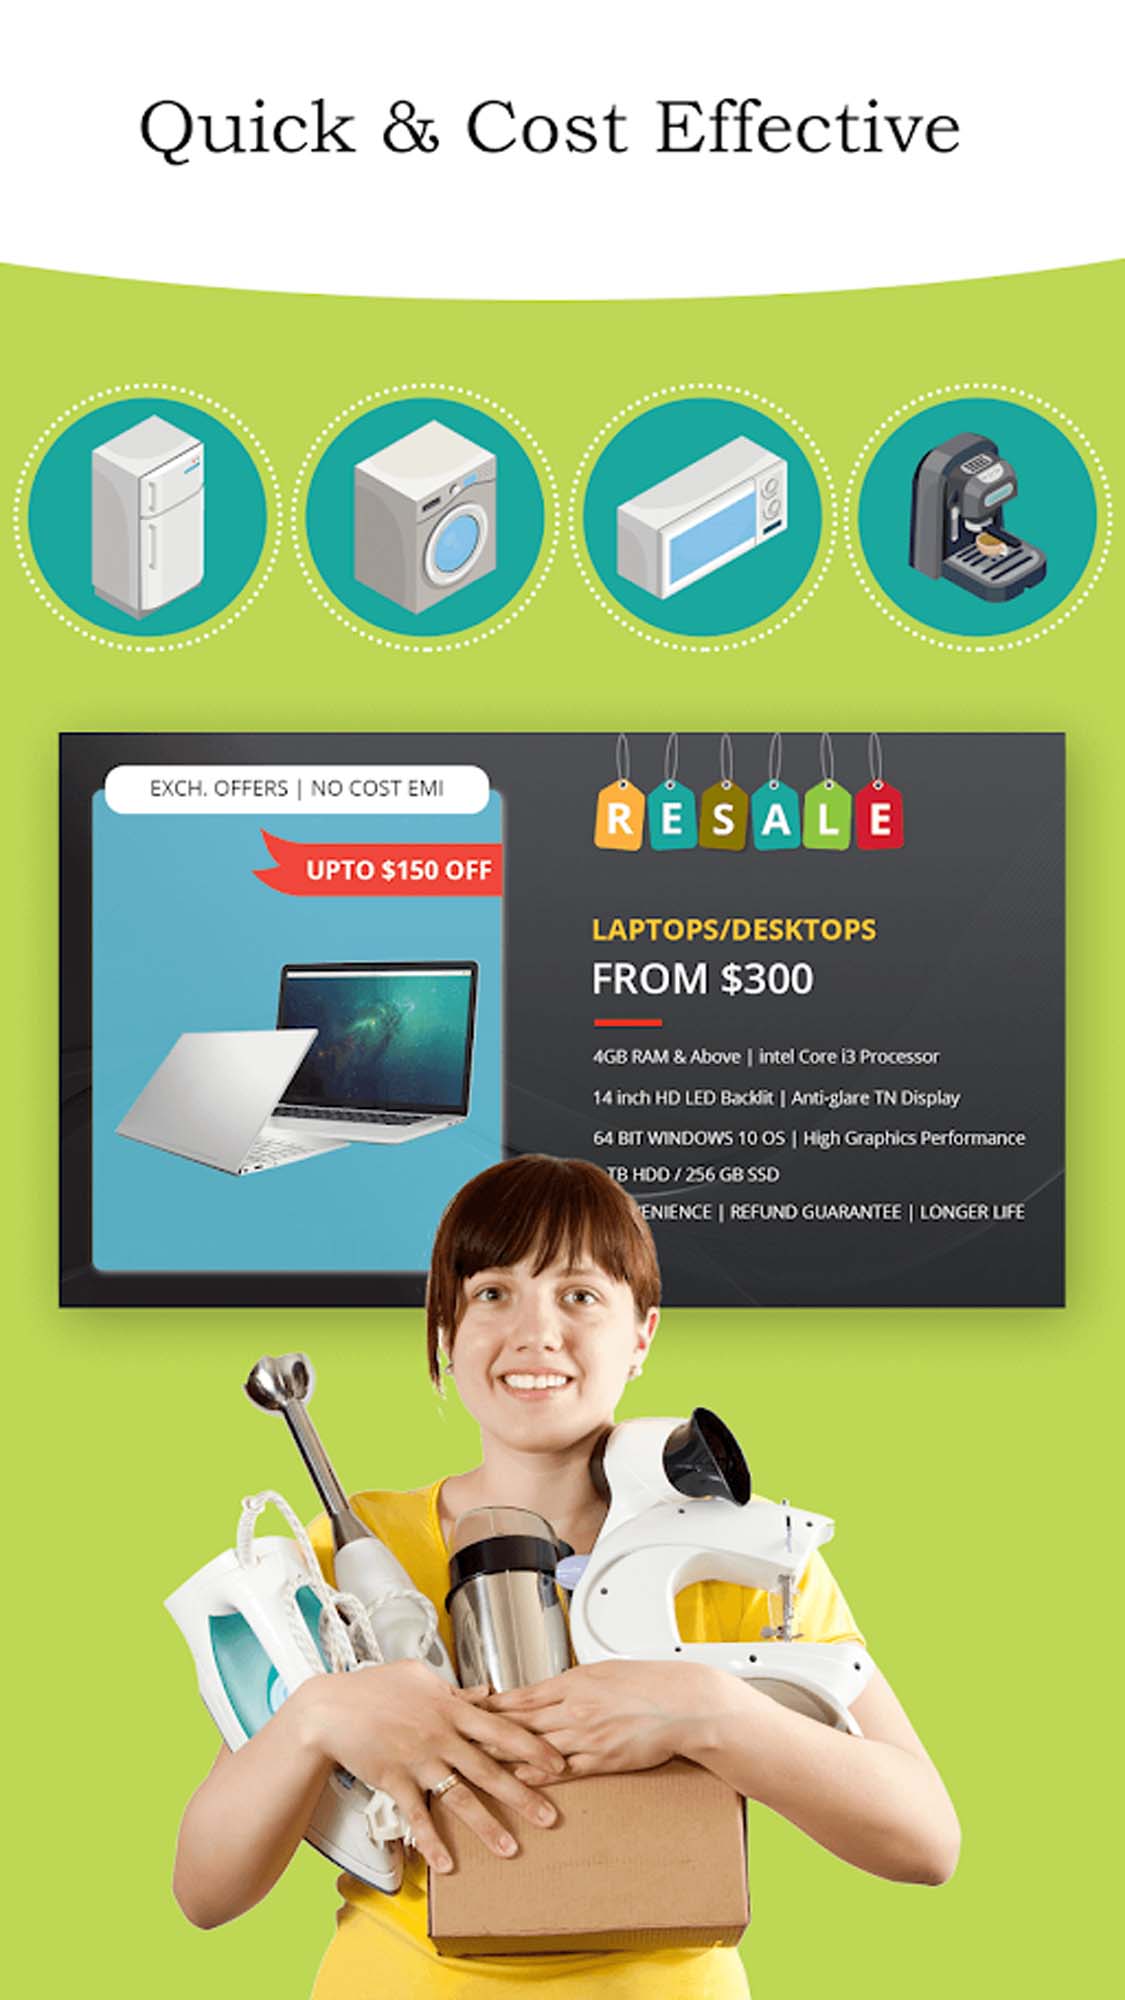 Quick & Cost Effective
EXCH. OFFERS | NO COST EMI
UPTO $150 OFF
RESALE
LAPTOPS/DESKTOPS
FROM $300
4GB RAM & Above | intel Core i3 Processor
14 inch HD LED Backlit | Anti-glare TN Display
64 BIT WINDOWS 10 OS | High Graphics Performance
TB HDD / 256 GB SSD
| REFUND GUARANTEE | LONGER LIFE